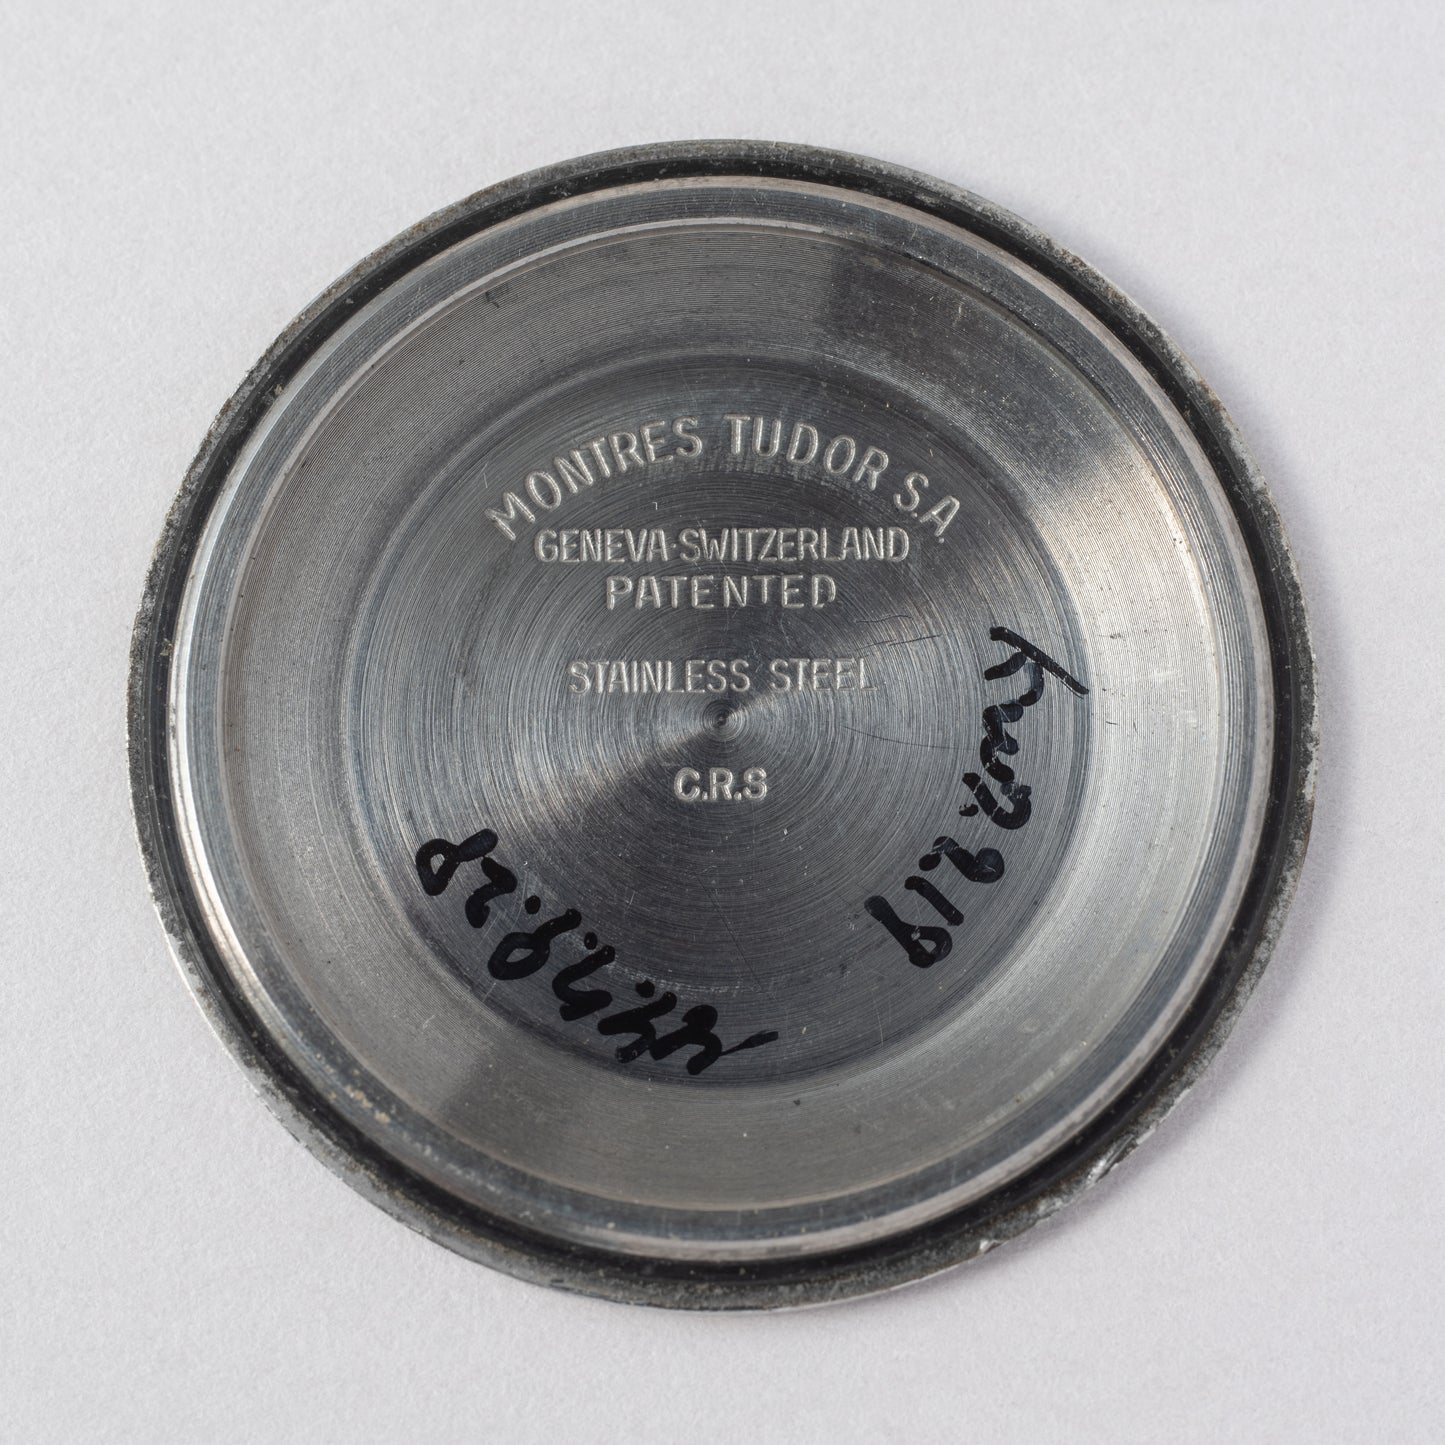 MONTRES TUDOR S.A.
GENEVA·SWITZERLAND
PATENTED
STAINLESS STEEL
C.R.S